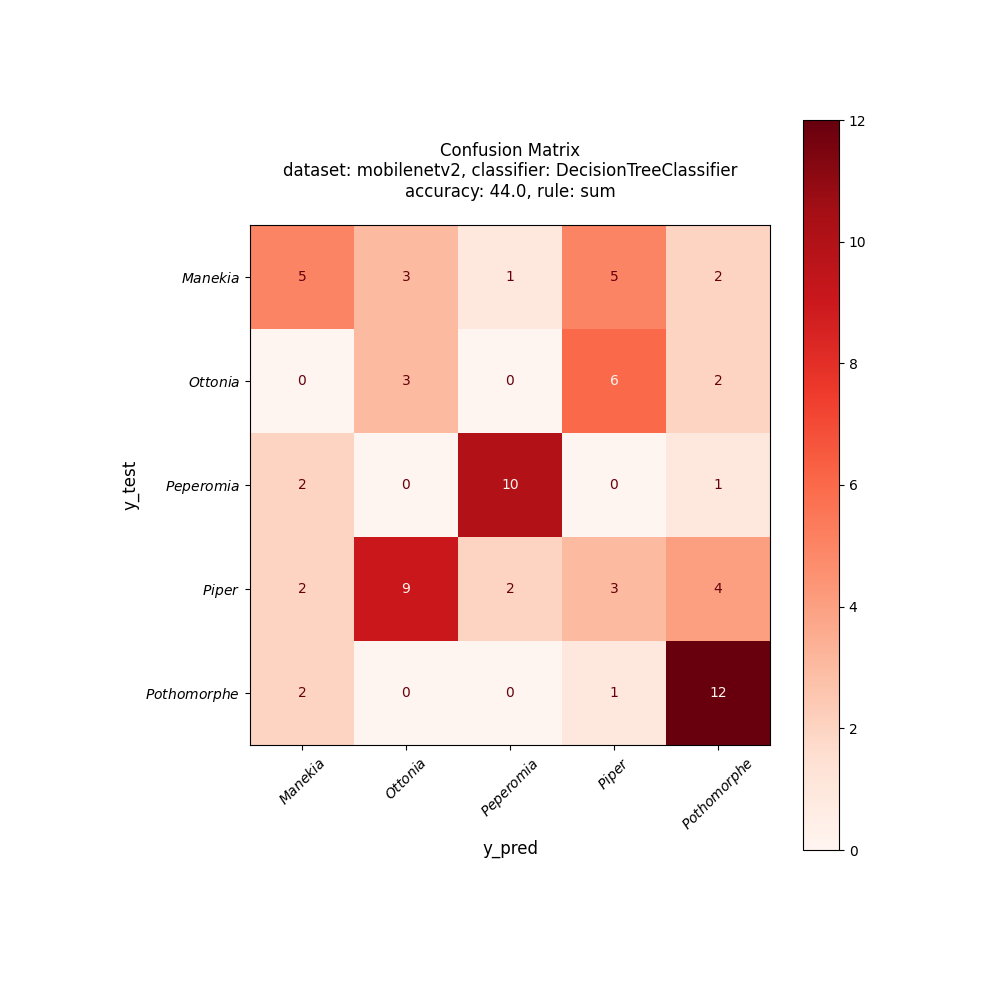 Confusion Matrix
dataset: mobilenetv2, classifier: DecisionTreeClassifier
accuracy: 44.0, rule: sum
y_test
Manekia 5 3 1 5 2
Ottonia 0 3 0 6 2
Peperomia 2 0 10 0 1
Piper 2 9 2 3 4
Pothomorphe 2 0 0 1 12
Manekia Ottonia Peperomia Piper Pothomorphe
y_pred
12
10
8
6
4
2
0